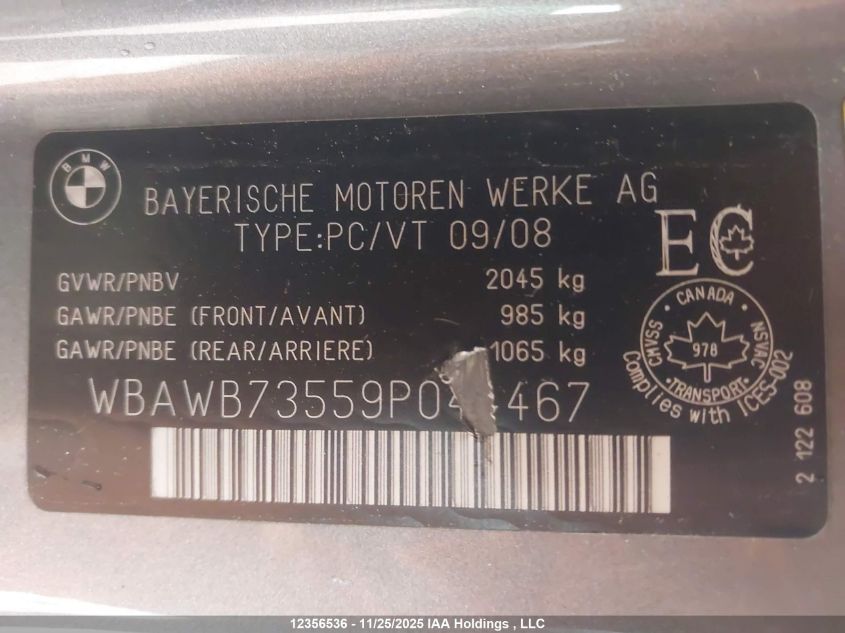 BMW
BAYERISCHE MOTOREN WERKE AG
TYPE:PC/VT 09/08
EC
GVWR/PNBV 2045 kg
GAWR/PNBE (FRONT/AVANT) 985 kg
GAWR/PNBE (REAR/ARRIERE) 1065 kg
CANADA
CMVSS
NSVAC
978
TRANSPORT
Complies with ICES-002
2 122 608
12356536 - 11/25/2025 IAA Holdings , LLC